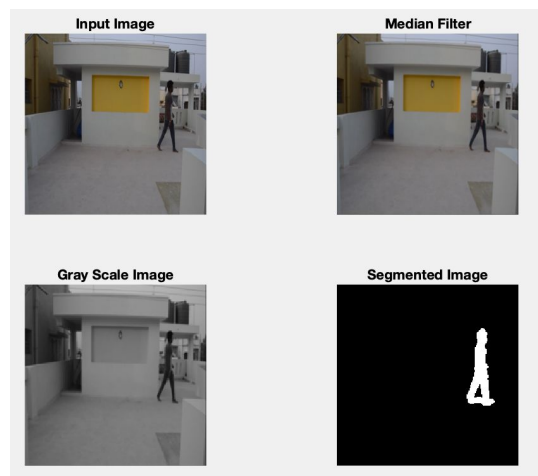 Input Image
Median Filter
Gray Scale Image
Segmented Image